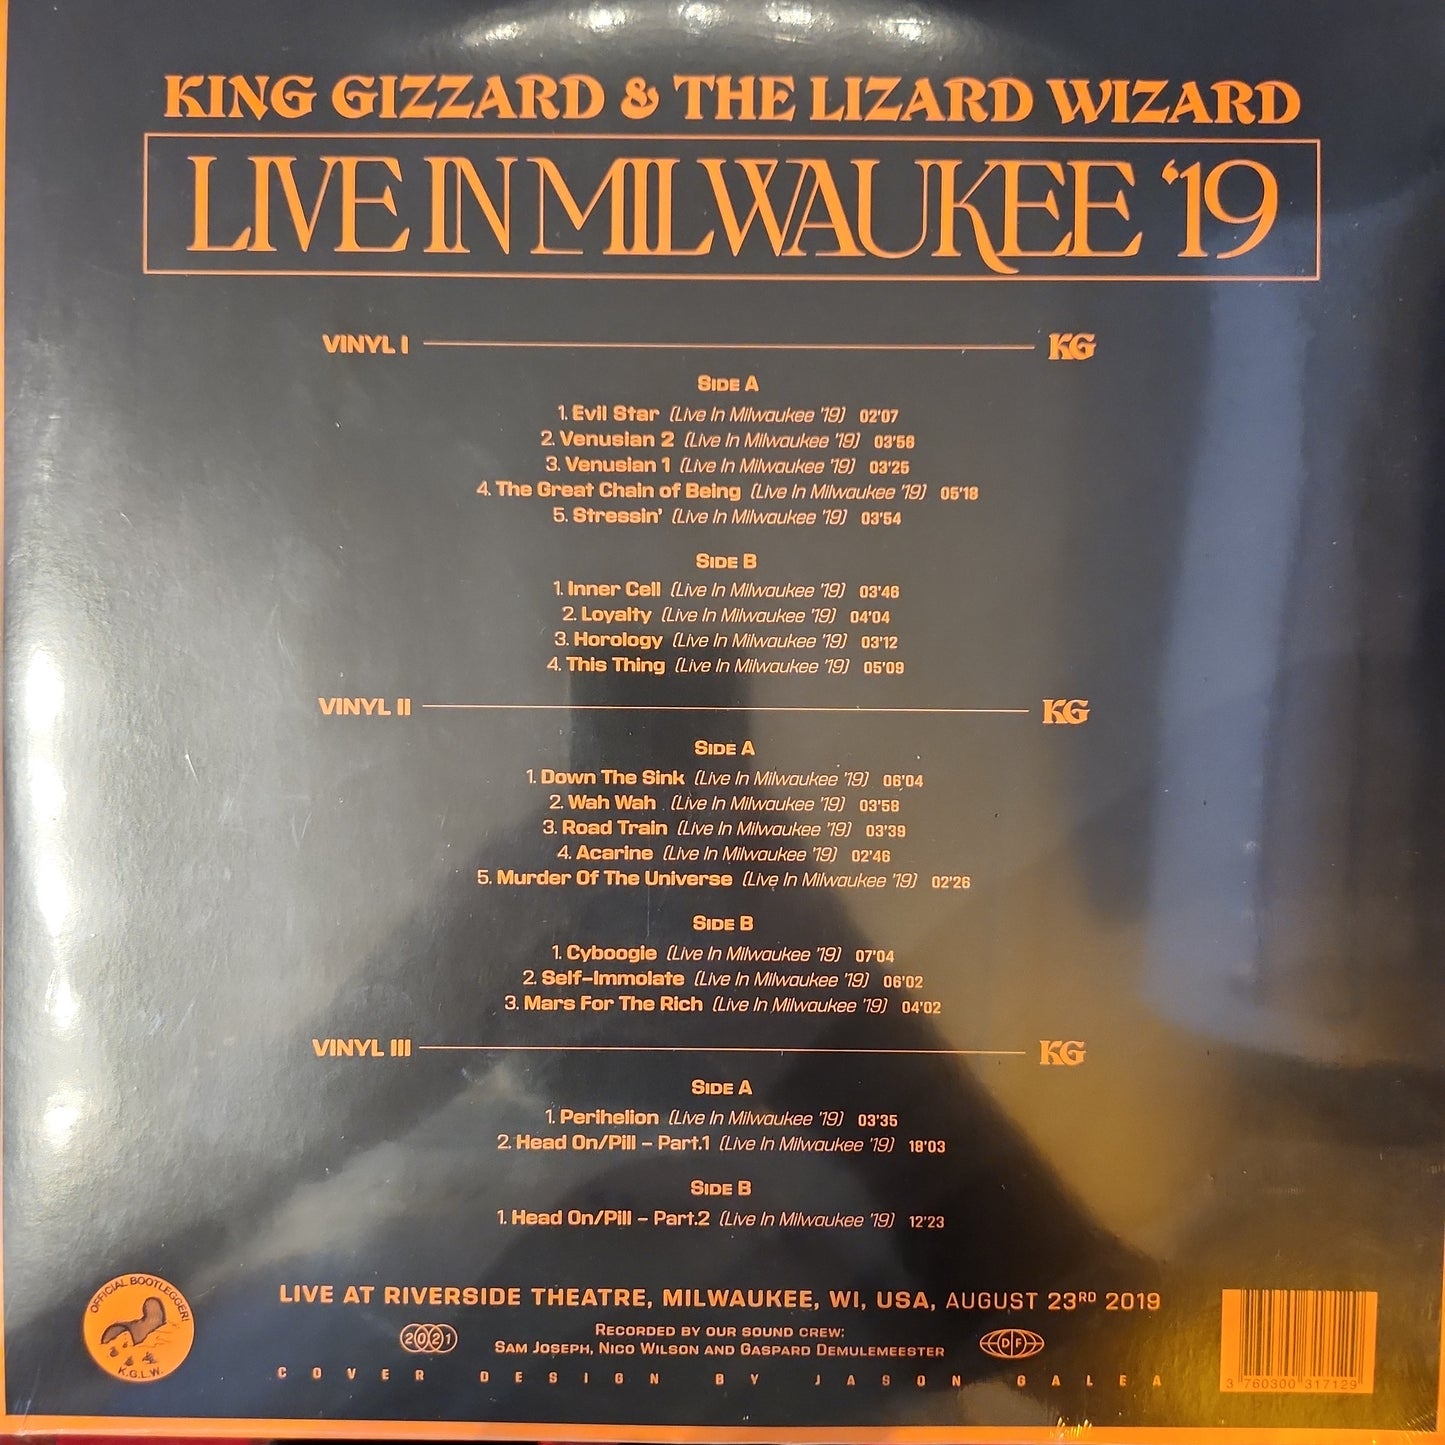 KING GIZZARD & THE LIZARD WIZARD
LIVE IN MILWAUKEE '19
VINYL I KG
SIDE A
1. Evil Star (Live In Milwaukee '19) 02'07
2. Venusian 2 (Live In Milwaukee '19) 03'56
3. Venusian 1 (Live In Milwaukee '19) 03'25
4. The Great Chain of Being (Live In Milwaukee '19) 05'18
5. Stressin' (Live In Milwaukee '19) 03'54
SIDE B
1. Inner Cell (Live In Milwaukee '19) 03'46
2. Loyalty (Live In Milwaukee '19) 04'04
3. Horology (Live In Milwaukee '19) 03'12
4. This Thing (Live In Milwaukee '19) 05'09
VINYL II KG
SIDE A
1. Down The Sink (Live In Milwaukee '19) 06'04
2. Wah Wah (Live In Milwaukee '19) 03'58
3. Road Train (Live In Milwaukee '19) 03'39
4. Acarine (Live In Milwaukee '19) 02'46
5. Murder Of The Universe (Live In Milwaukee '19) 02'26
SIDE B
1. Cyboogie (Live In Milwaukee '19) 07'04
2. Self-Immolate (Live In Milwaukee '19) 06'02
3. Mars For The Rich (Live In Milwaukee '19) 04'02
VINYL III KG
SIDE A
1. Perihelion (Live In Milwaukee '19) 03'35
2. Head On/Pill - Part.1 (Live In Milwaukee '19) 18'03
SIDE B
1. Head On/Pill - Part.2 (Live In Milwaukee '19) 12'23
OFFICIAL BOOTLEGGER!
K.G.L.W.
LIVE AT RIVERSIDE THEATRE, MILWAUKEE, WI, USA, AUGUST 23RD 2019
2021
RECORDED BY OUR SOUND CREW:
SAM JOSEPH, NICO WILSON AND GASPARD DEMULEMEESTER
DF
COVER DESIGN BY JASON GALEA
3 760300 317129